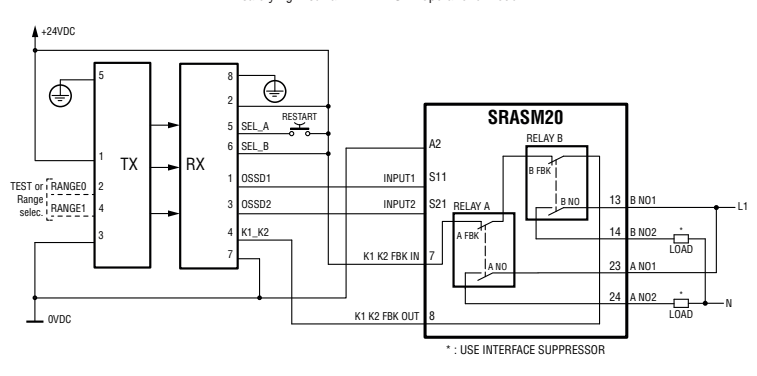 +24VDC
5
1
TEST or
Range
selec.
RANGE0
RANGE1
2
4
3
TX
RX
8
2
5
6
1
3
4
7
SEL_A
RESTART
SEL_B
OSSD1
OSSD2
K1_K2
0VDC
INPUT1
INPUT2
K1 K2 FBK IN
K1 K2 FBK OUT
SRASM20
A2
S11
S21
7
8
RELAY B
B FBK
B NO
RELAY A
A FBK
A NO
13
B NO1
L1
14
B NO2
*
LOAD
23
A NO1
24
A NO2
*
LOAD
N
* : USE INTERFACE SUPPRESSOR